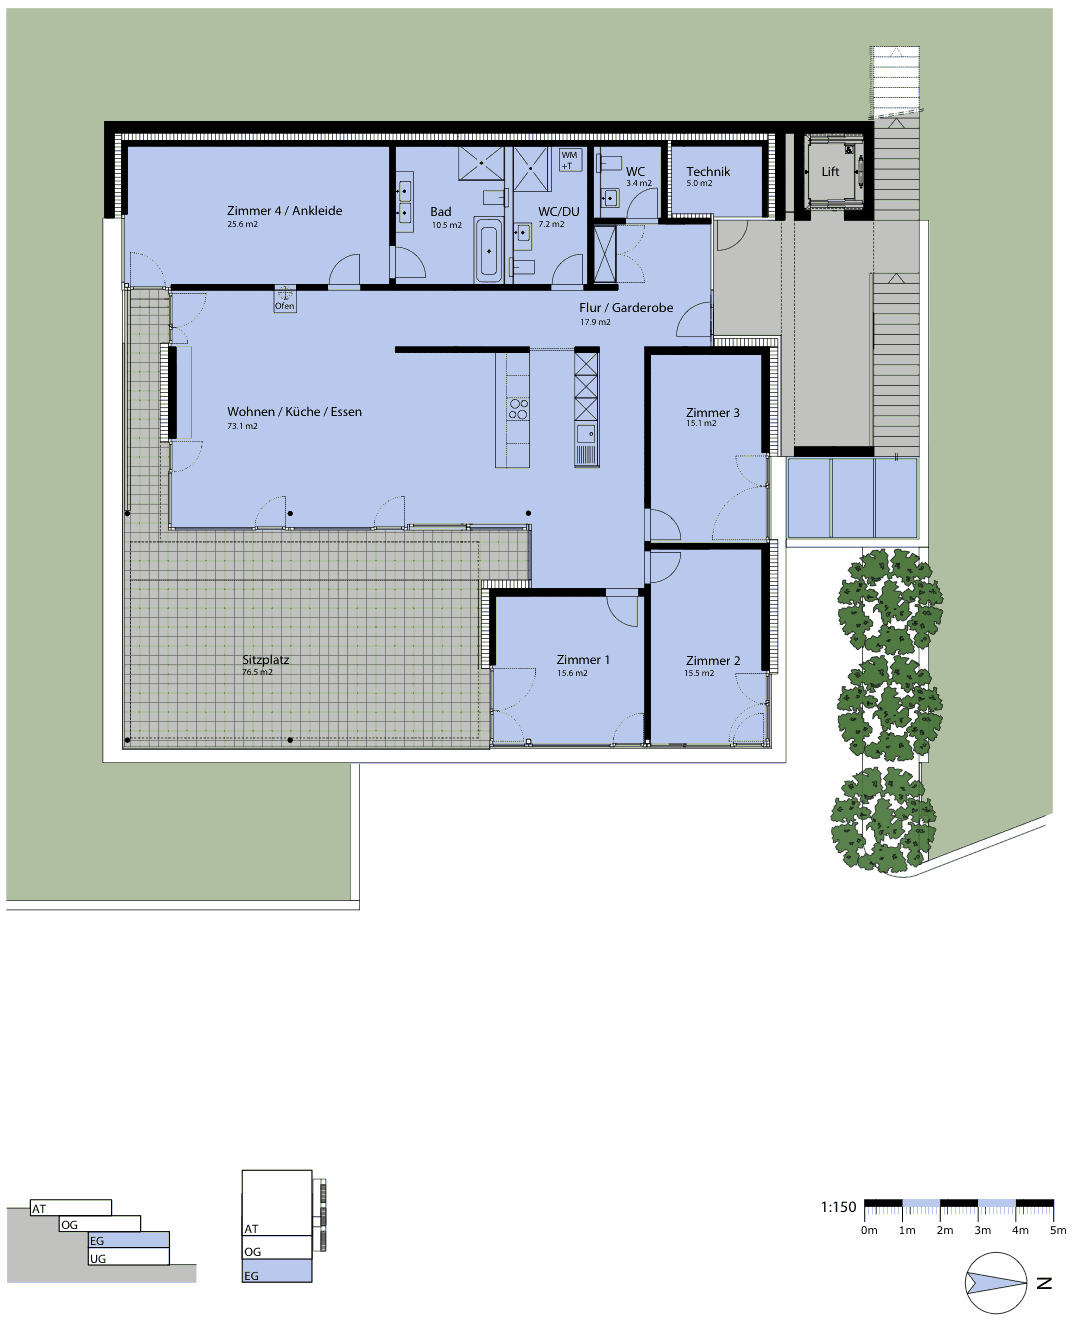 Zimmer 4 / Ankleide
25.6 m2
Bad
10.5 m2
WM
+T
WC/DU
7.2 m2
WC
3.4 m2
Technik
5.0 m2
Lift
Ofen
Flur / Garderobe
17.9 m2
Wohnen / Küche / Essen
73.1 m2
Zimmer 3
15.1 m2
Sitzplatz
76.5 m2
Zimmer 1
15.6 m2
Zimmer 2
15.5 m2
AT
OG
EG
UG
AT
OG
EG
1:150
0m 1m 2m 3m 4m 5m
N